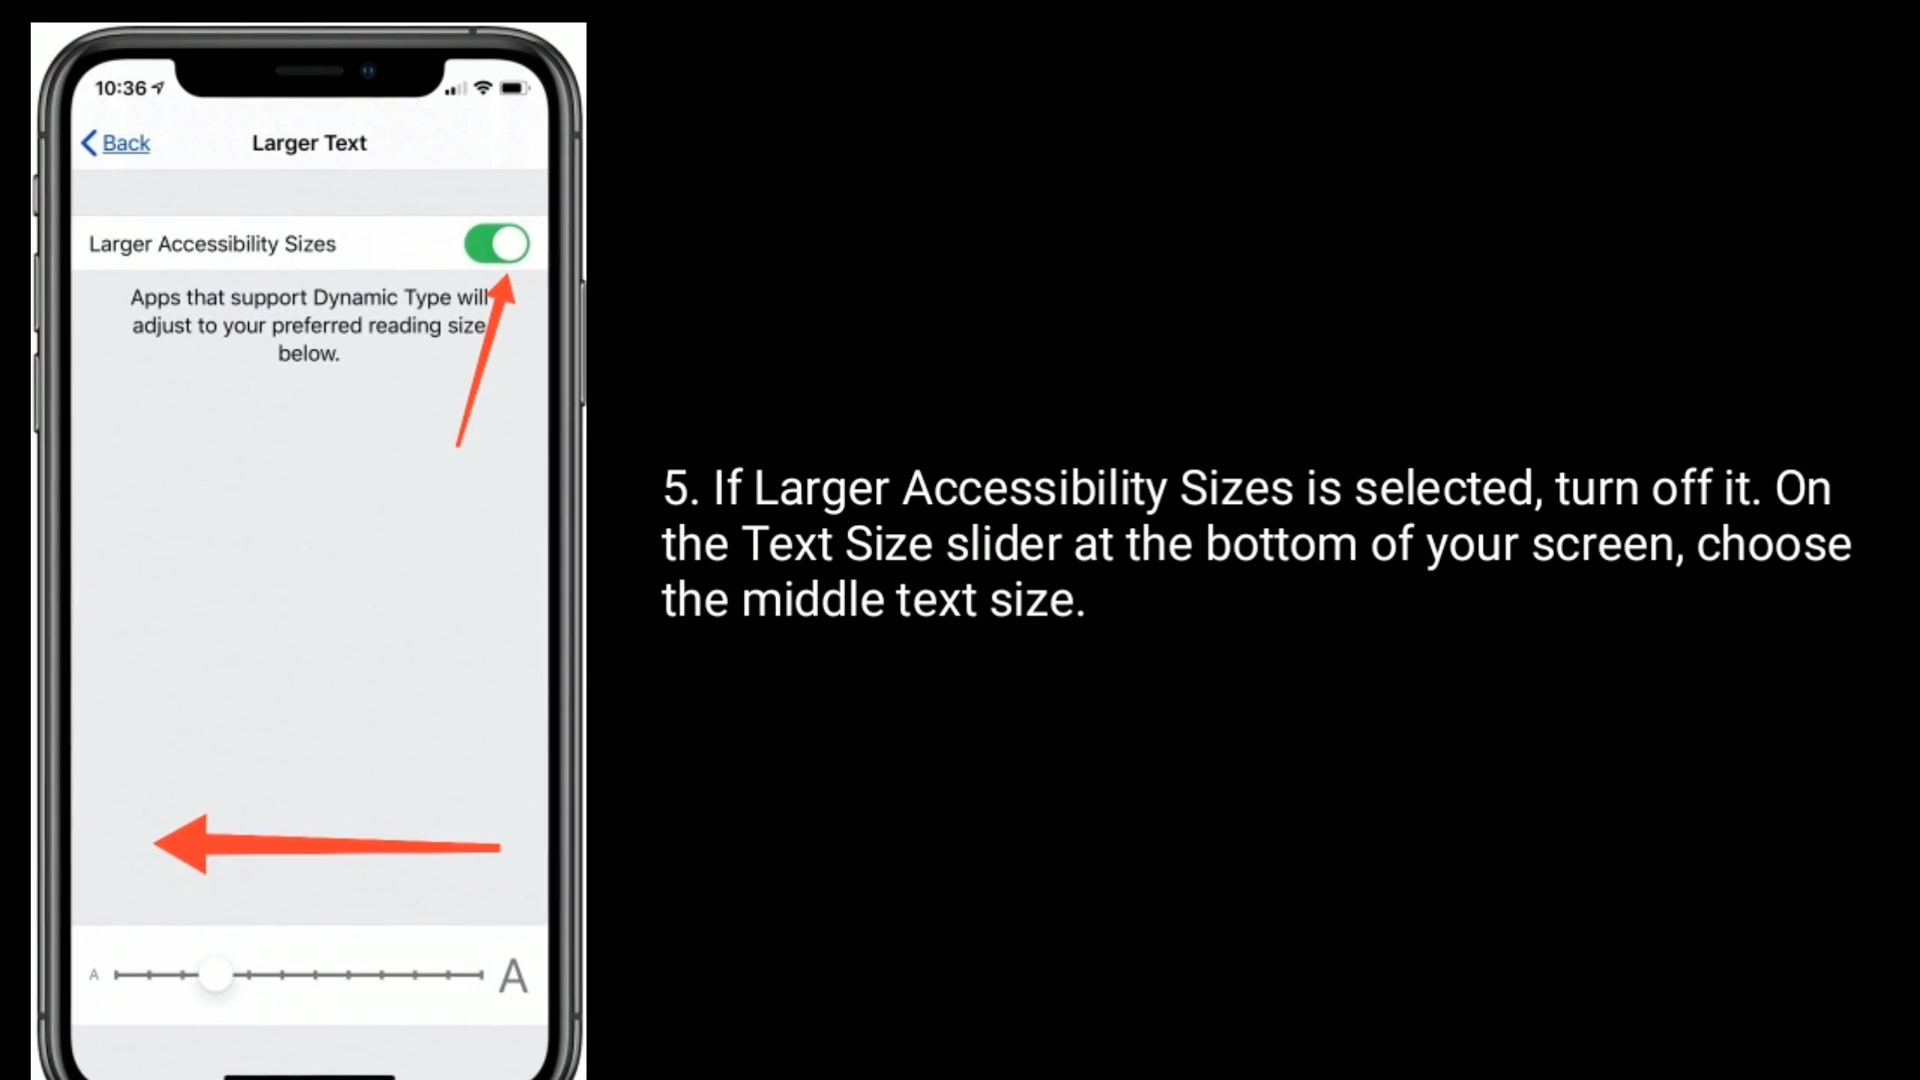 10:36
Back
Larger Text
Larger Accessibility Sizes
Apps that support Dynamic Type will
adjust to your preferred reading size
below.
A
A
5. If Larger Accessibility Sizes is selected, turn off it. On
the Text Size slider at the bottom of your screen, choose
the middle text size.